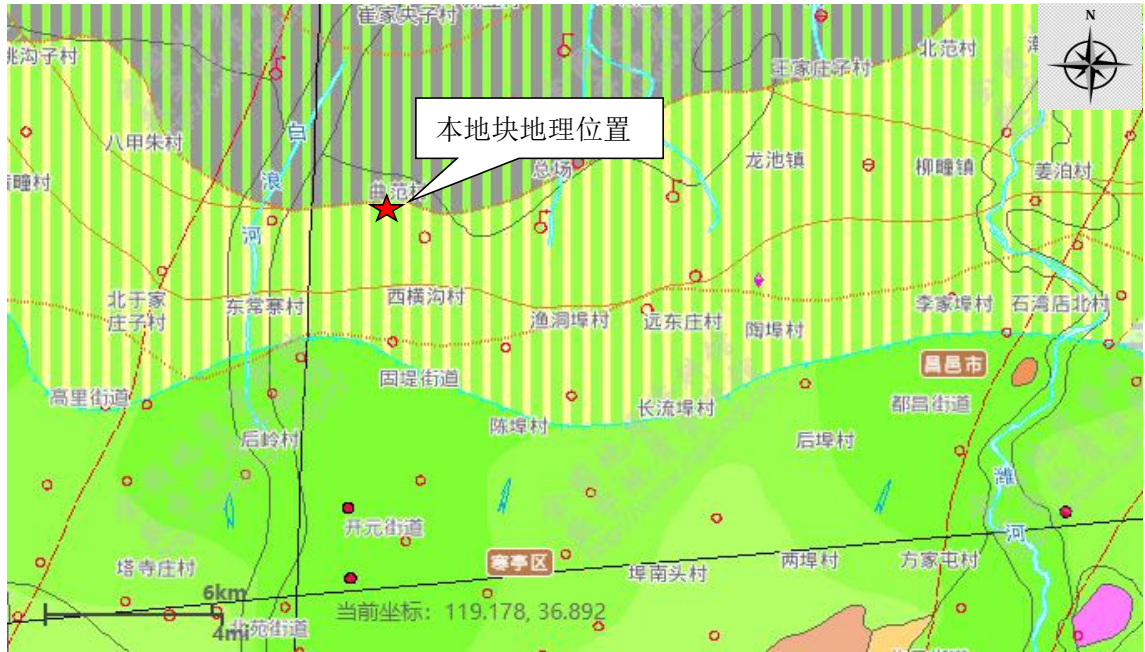 崔家央子村
N
北范村
王家庄子村
八甲朱村
白
本地块地理位置
总场
龙池镇
柳疃镇
姜泊村
浪
曲范村
河
北于家
庄子村
东常寨村
西横沟村
渔洞埠村
远东庄村
陶埠村
李家埠村
石湾店北村
昌邑市
高里街道
固堤街道
陈埠村
长流埠村
都昌街道
后岭村
后埠村
潍
河
开元街道
寒亭区
塔寺庄村
埠南头村
两埠村
方家屯村
6km
4mi
北苑街道
当前坐标：119.178, 36.892